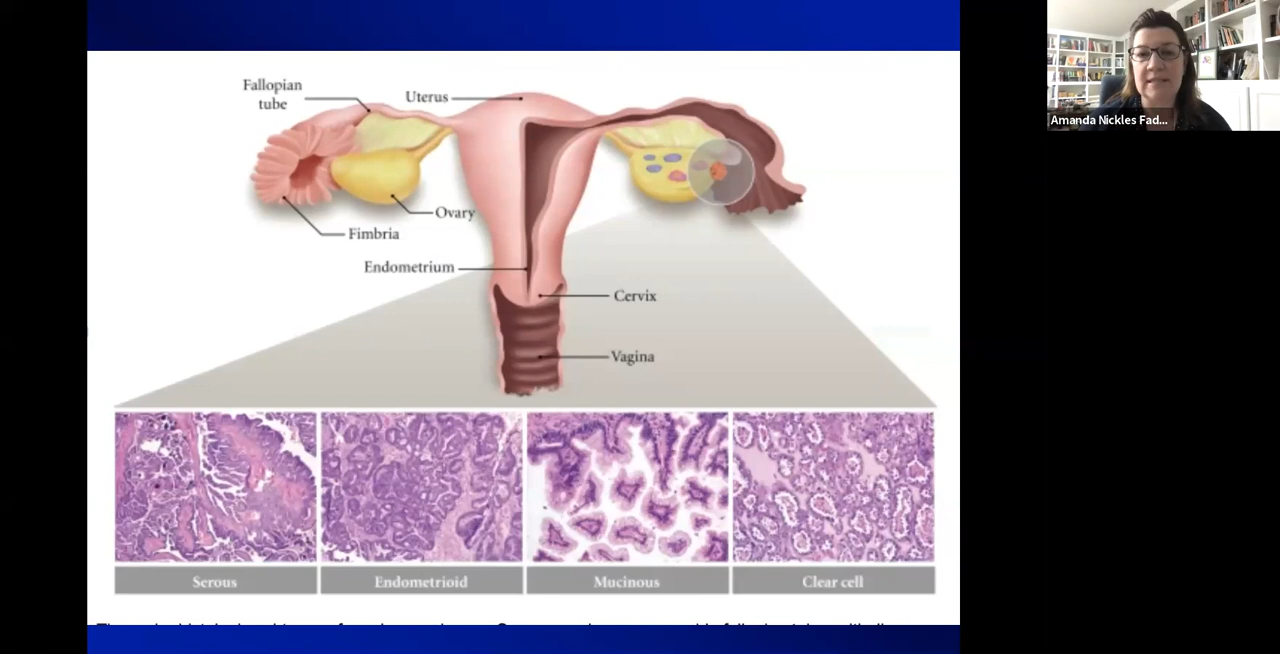 Fallopian
tube
Uterus
Ovary
Fimbria
Endometrium
Cervix
Vagina
Serous
Endometrioid
Mucinous
Clear cell
Amanda Nickles Fad...